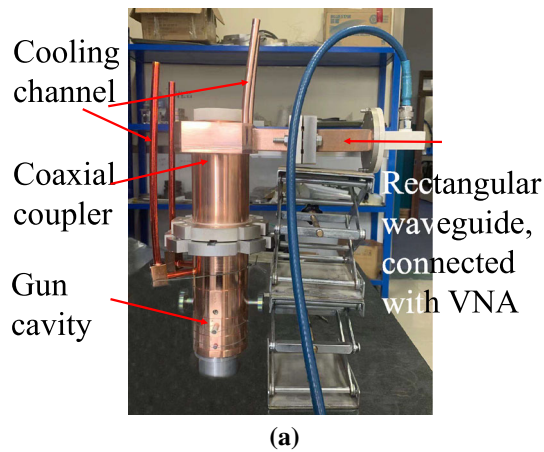 Cooling
channel
Coaxial
coupler
Gun
cavity
Rectangular
waveguide,
connected
with VNA
(a)